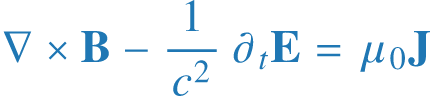 ∇ × 𝐁 − 1/c² ∂ₜ𝐄 = μ₀𝐉